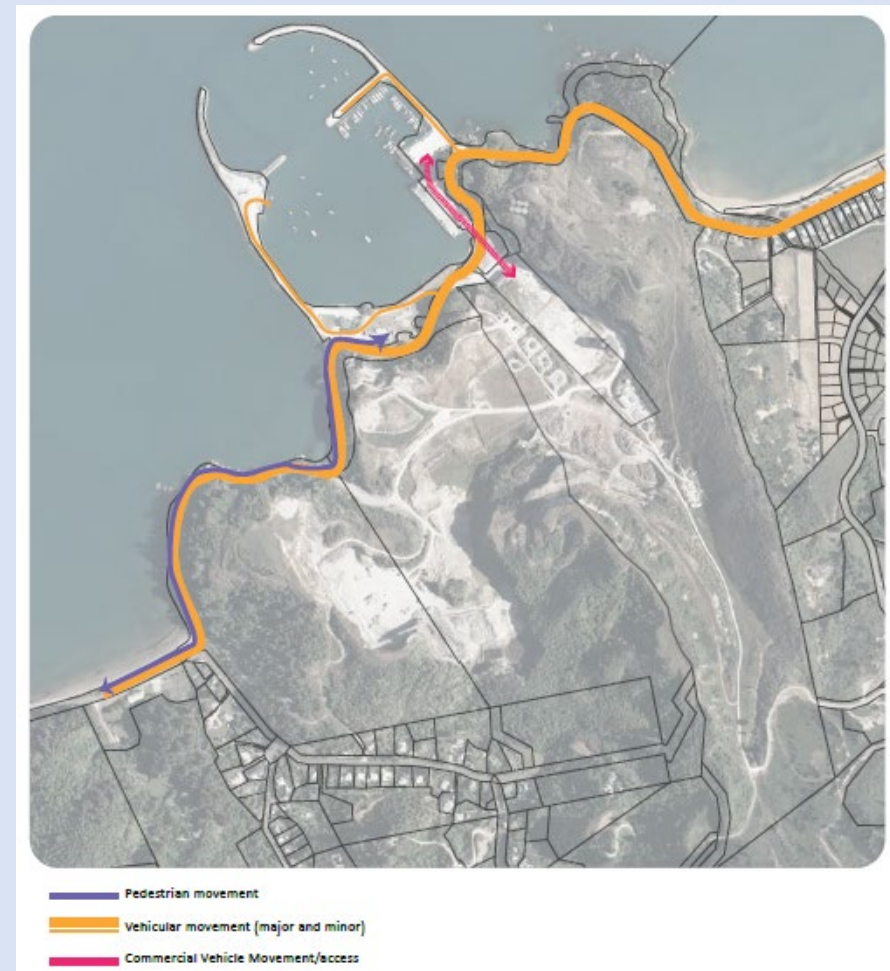 Pedestrian movement
Vehicular movement (major and minor)
Commercial Vehicle Movement/access